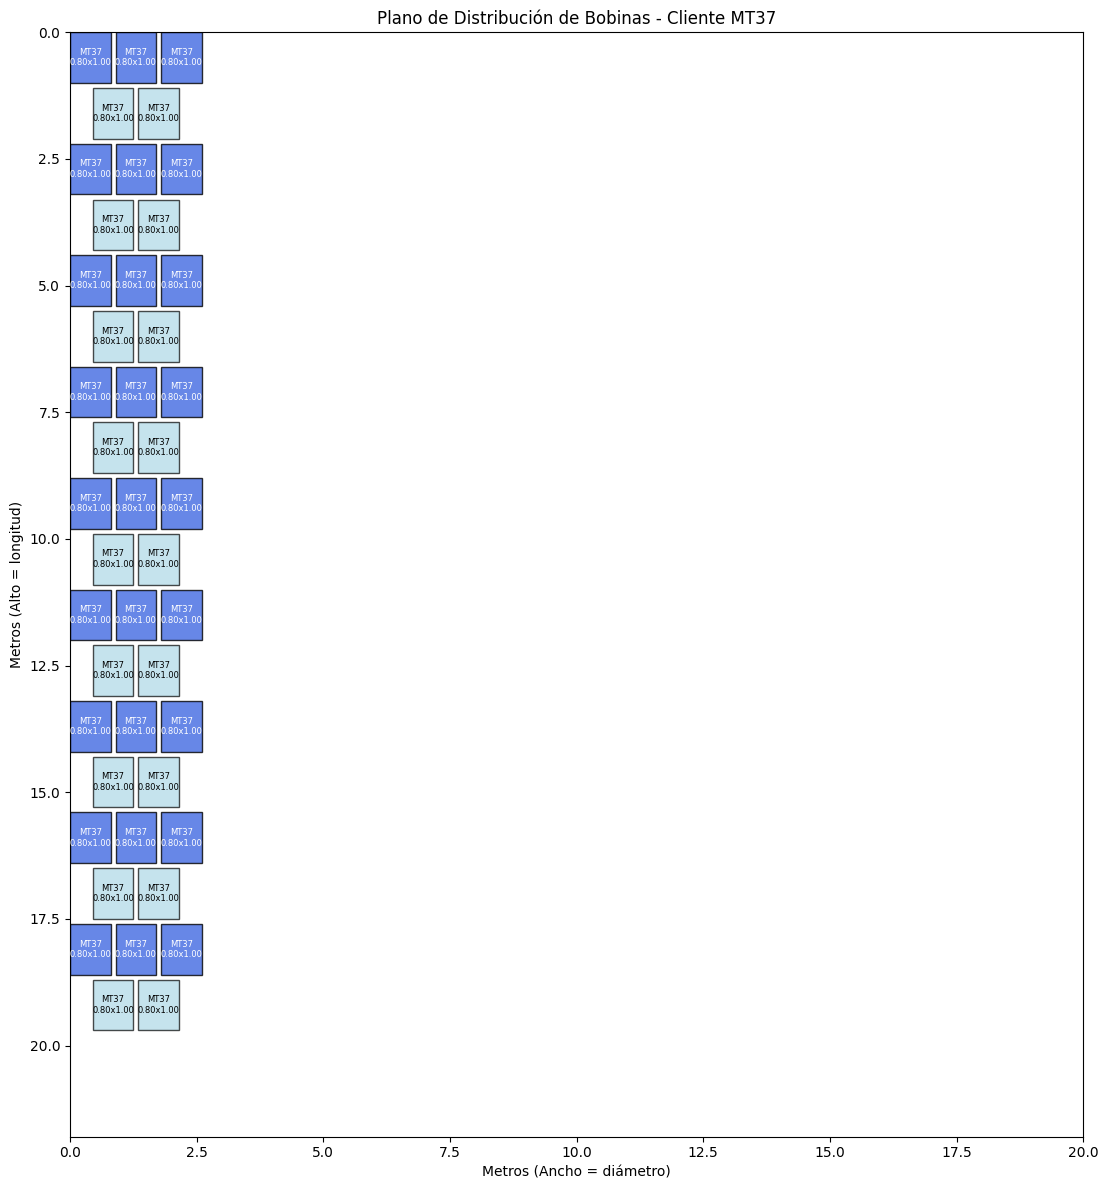 Plano de Distribución de Bobinas - Cliente MT37
0.0
MT37 MT37 MT37
0.80x1.00 0.80x1.00 0.80x1.00
MT37 MT37
0.80x1.00 0.80x1.00
2.5
MT37 MT37 MT37
0.80x1.00 0.80x1.00 0.80x1.00
MT37 MT37
0.80x1.00 0.80x1.00
5.0
MT37 MT37 MT37
0.80x1.00 0.80x1.00 0.80x1.00
MT37 MT37
0.80x1.00 0.80x1.00
MT37 MT37 MT37
0.80x1.00 0.80x1.00 0.80x1.00
7.5
MT37 MT37
0.80x1.00 0.80x1.00
MT37 MT37 MT37
0.80x1.00 0.80x1.00 0.80x1.00
10.0
MT37 MT37
0.80x1.00 0.80x1.00
MT37 MT37 MT37
0.80x1.00 0.80x1.00 0.80x1.00
12.5
MT37 MT37
0.80x1.00 0.80x1.00
MT37 MT37 MT37
0.80x1.00 0.80x1.00 0.80x1.00
MT37 MT37
0.80x1.00 0.80x1.00
15.0
MT37 MT37 MT37
0.80x1.00 0.80x1.00 0.80x1.00
MT37 MT37
0.80x1.00 0.80x1.00
17.5
MT37 MT37 MT37
0.80x1.00 0.80x1.00 0.80x1.00
MT37 MT37
0.80x1.00 0.80x1.00
20.0
Metros (Alto = longitud)
0.0 2.5 5.0 7.5 10.0 12.5 15.0 17.5 20.0
Metros (Ancho = diámetro)